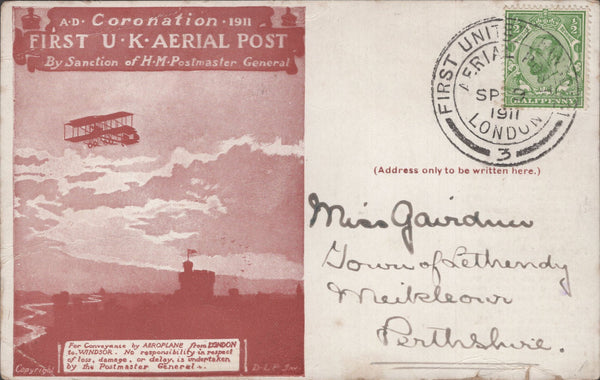 A·D· Coronation ·1911
FIRST U·K·AERIAL POST
By Sanction of H·M·Postmaster General
For Conveyance by AEROPLANE from LONDON
to WINDSOR. No responsibility in respect
of loss, damage, or delay, is undertaken
by the Postmaster General.
Copyright
FIRST UNITED
AERIAL
SP 9
1911
LONDON
3
HALFPENNY
(Address only to be written here.)
Miss Gairdner
Town of Lethendy
Meikleour
Perthshire.